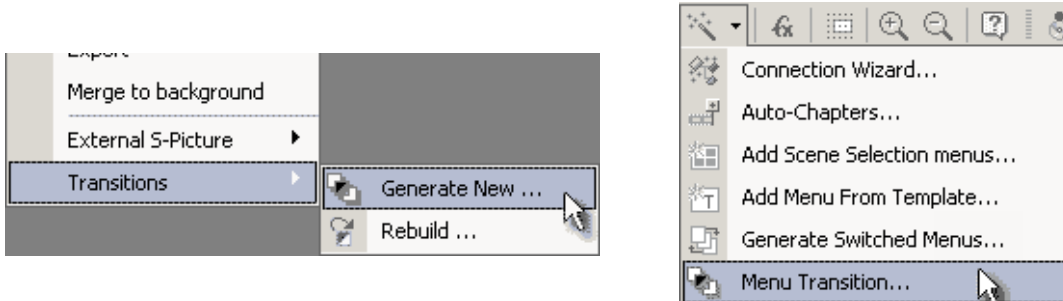 Export
Merge to background
External S-Picture
Transitions
Generate New ...
Rebuild ...
Connection Wizard...
Auto-Chapters...
Add Scene Selection menus...
Add Menu From Template...
Generate Switched Menus...
Menu Transition...